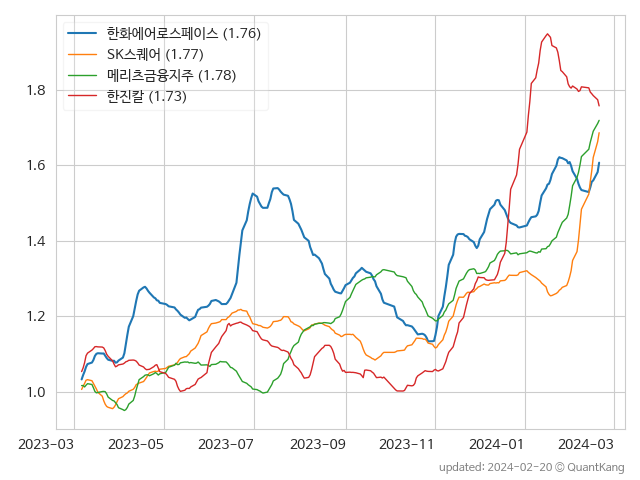 한화에어로스페이스 (1.76)
SK스퀘어 (1.77)
메리츠금융지주 (1.78)
한진칼 (1.73)
1.8
1.6
1.4
1.2
1.0
2023-03 2023-05 2023-07 2023-09 2023-11 2024-01 2024-03
updated: 2024-02-20 © QuantKang